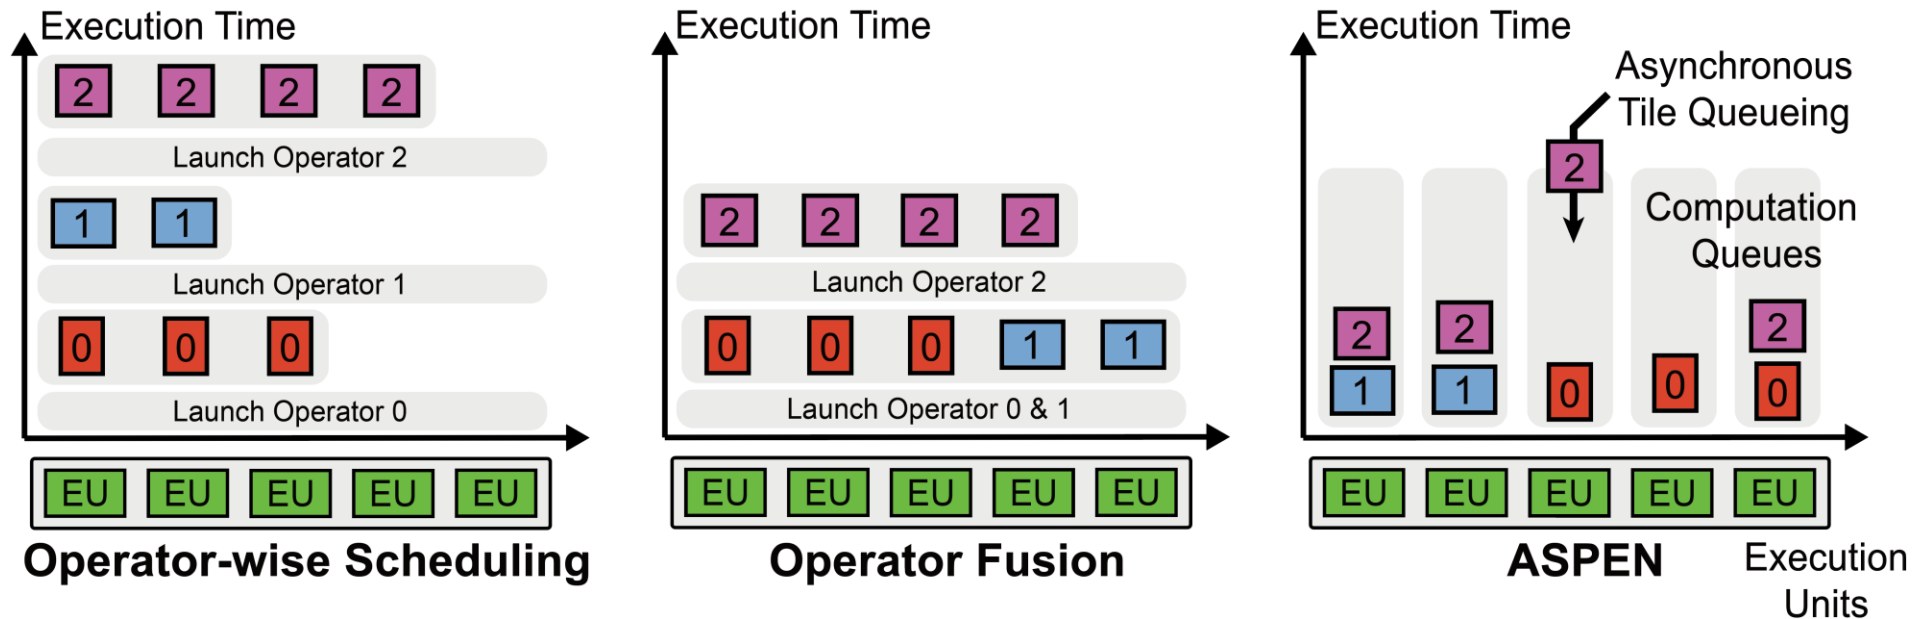 Execution Time
2 2 2 2
Launch Operator 2
1 1
Launch Operator 1
0 0 0
Launch Operator 0
EU EU EU EU EU
Operator-wise Scheduling
Execution Time
2 2 2 2
Launch Operator 2
0 0 0 1 1
Launch Operator 0 & 1
EU EU EU EU EU
Operator Fusion
Execution Time
Asynchronous
Tile Queueing
2
Computation
Queues
2 2 2
1 1 0 0 0
EU EU EU EU EU
ASPEN
Execution
Units